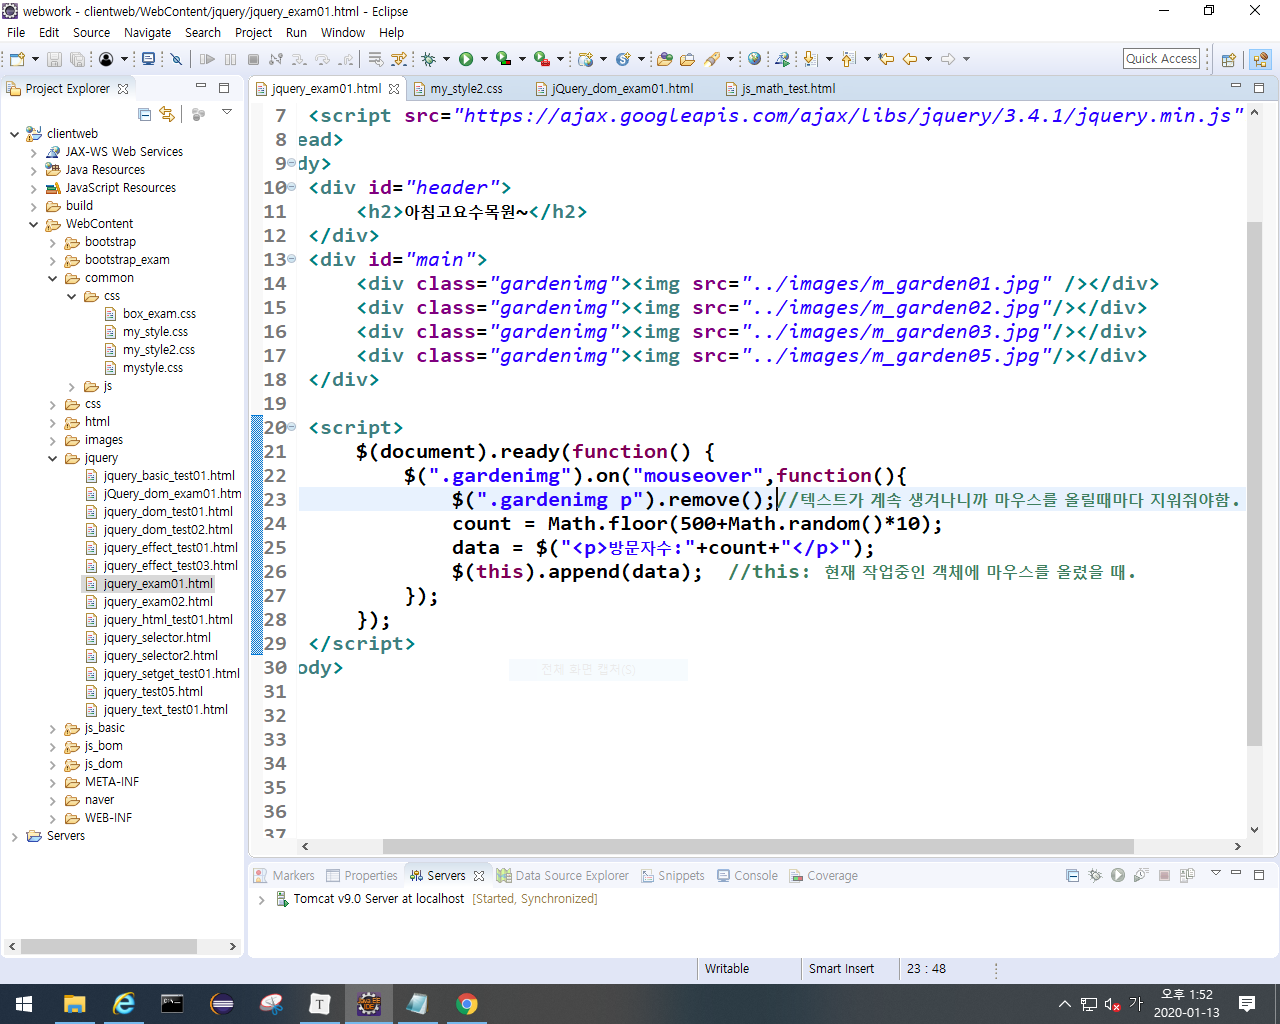 webwork - clientweb/WebContent/jquery/jquery_exam01.html - Eclipse
File Edit Source Navigate Search Project Run Window Help
Quick Access
Project Explorer
clientweb
JAX-WS Web Services
Java Resources
JavaScript Resources
build
WebContent
bootstrap
bootstrap_exam
common
css
box_exam.css
my_style.css
my_style2.css
mystyle.css
js
css
html
images
jquery
jquery_basic_test01.html
jQuery_dom_exam01.htm
jquery_dom_test01.html
jquery_dom_test02.html
jquery_effect_test01.html
jquery_effect_test03.html
jquery_exam01.html
jquery_exam02.html
jquery_html_test01.html
jquery_selector.html
jquery_selector2.html
jquery_setget_test01.html
jquery_test05.html
jquery_text_test01.html
js_basic
js_bom
js_dom
META-INF
naver
WEB-INF
Servers
jquery_exam01.html my_style2.css jQuery_dom_exam01.html js_math_test.html
7 <script src="https://ajax.googleapis.com/ajax/libs/jquery/3.4.1/jquery.min.js"
8 ead>
9 dy>
10 <div id="header">
11 <h2>아침고요수목원~</h2>
12 </div>
13 <div id="main">
14 <div class="gardenimg"><img src="../images/m_garden01.jpg" /></div>
15 <div class="gardenimg"><img src="../images/m_garden02.jpg"/></div>
16 <div class="gardenimg"><img src="../images/m_garden03.jpg"/></div>
17 <div class="gardenimg"><img src="../images/m_garden05.jpg"/></div>
18 </div>
19
20 <script>
21 $(document).ready(function() {
22 $(".gardenimg").on("mouseover",function(){
23 $(".gardenimg p").remove();//텍스트가 계속 생겨나니까 마우스를 올릴때마다 지워줘야함.
24 count = Math.floor(500+Math.random()*10);
25 data = $("<p>방문자수:"+count+"</p>");
26 $(this).append(data); //this: 현재 작업중인 객체에 마우스를 올렸을 때.
27 });
28 });
29 </script>
30 ody>
전체 화면 캡쳐(S)
31
32
33
34
35
36
37
Markers Properties Servers Data Source Explorer Snippets Console Coverage
Tomcat v9.0 Server at localhost [Started, Synchronized]
Writable Smart Insert 23 : 48
T
가
오후 1:52
2020-01-13